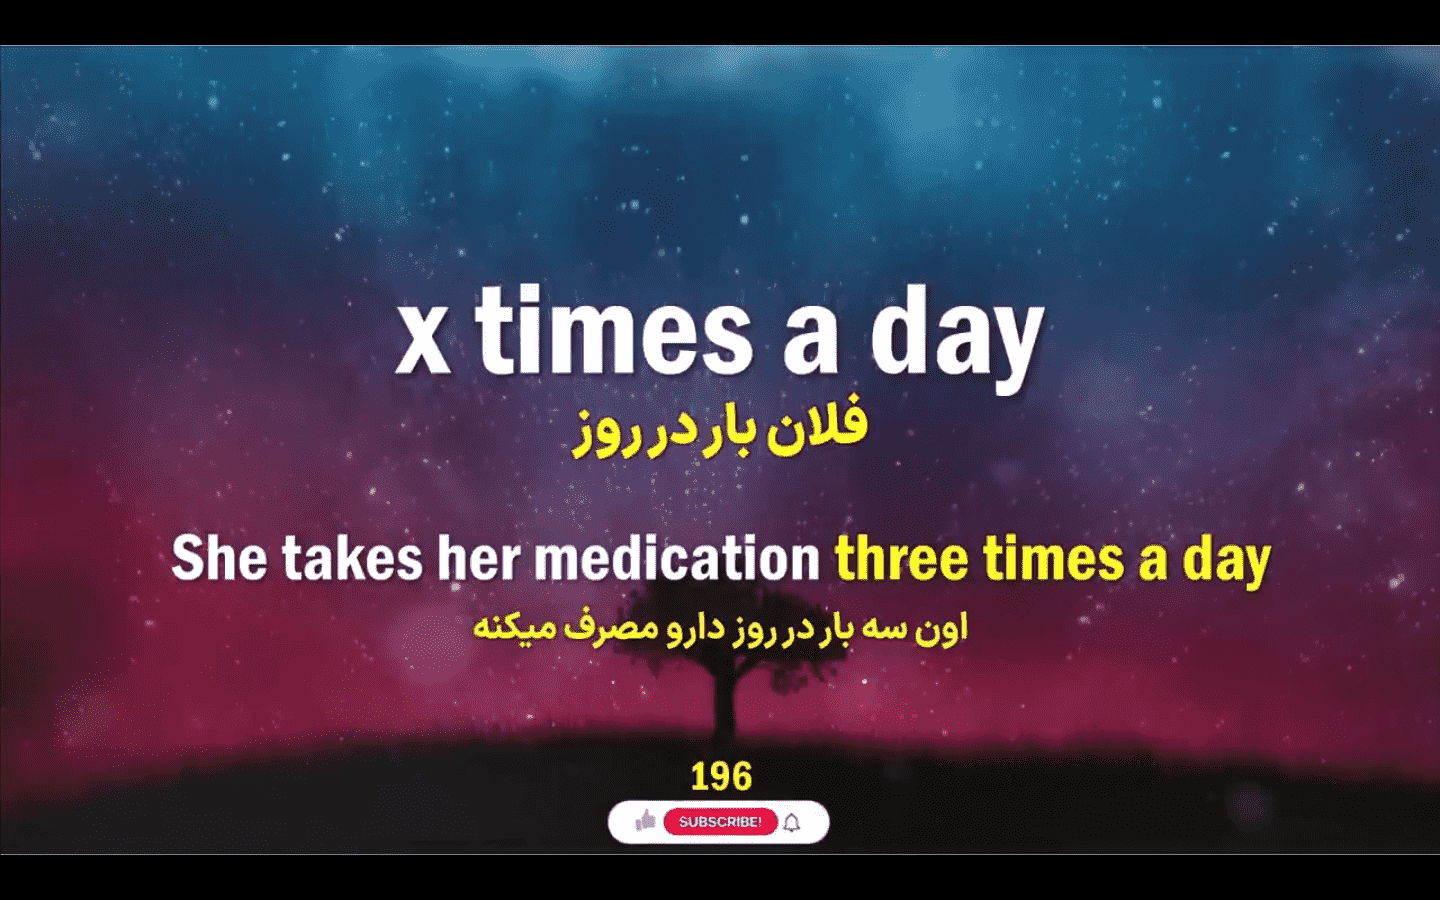 x times a day
فلان بار در روز
She takes her medication three times a day
اون سه بار در روز دارو مصرف میکنه
196
SUBSCRIBE!